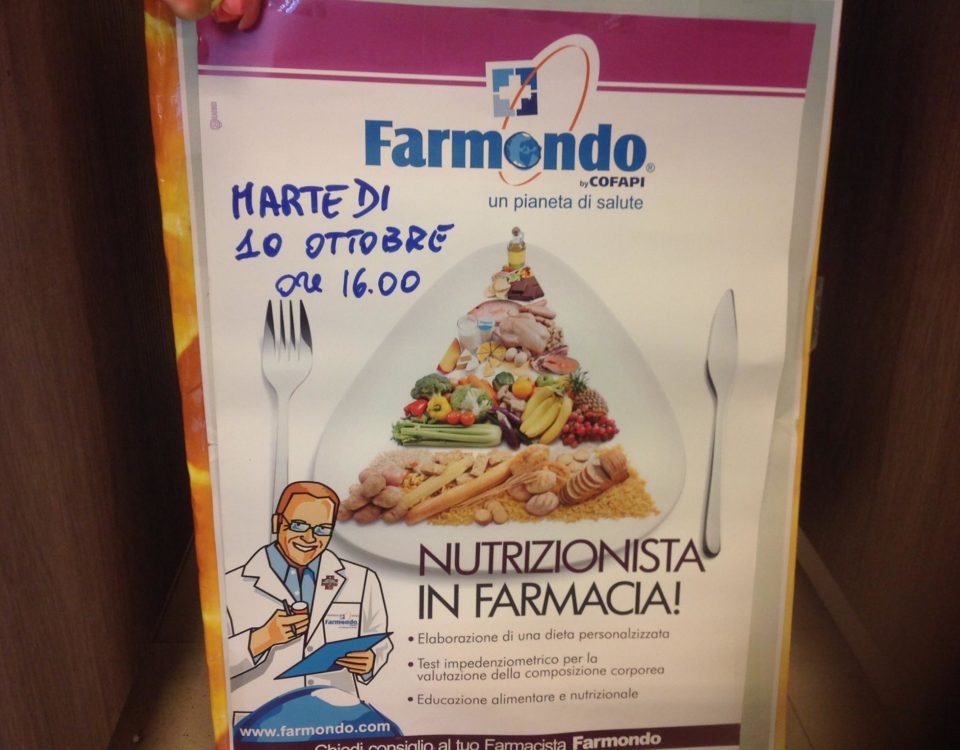 Farmondo®
by COFAPI
un pianeta di salute
MARTEDI
10 OTTOBRE
ore 16.00
NUTRIZIONISTA
IN FARMACIA!
• Elaborazione di una dieta personalzizzata
• Test impedenziometrico per la
valutazione della composizione corporea
• Educazione alimentare e nutrizionale
Farmondo
www.farmondo.com
Chiedi consiglio al tuo Farmacista Farmondo